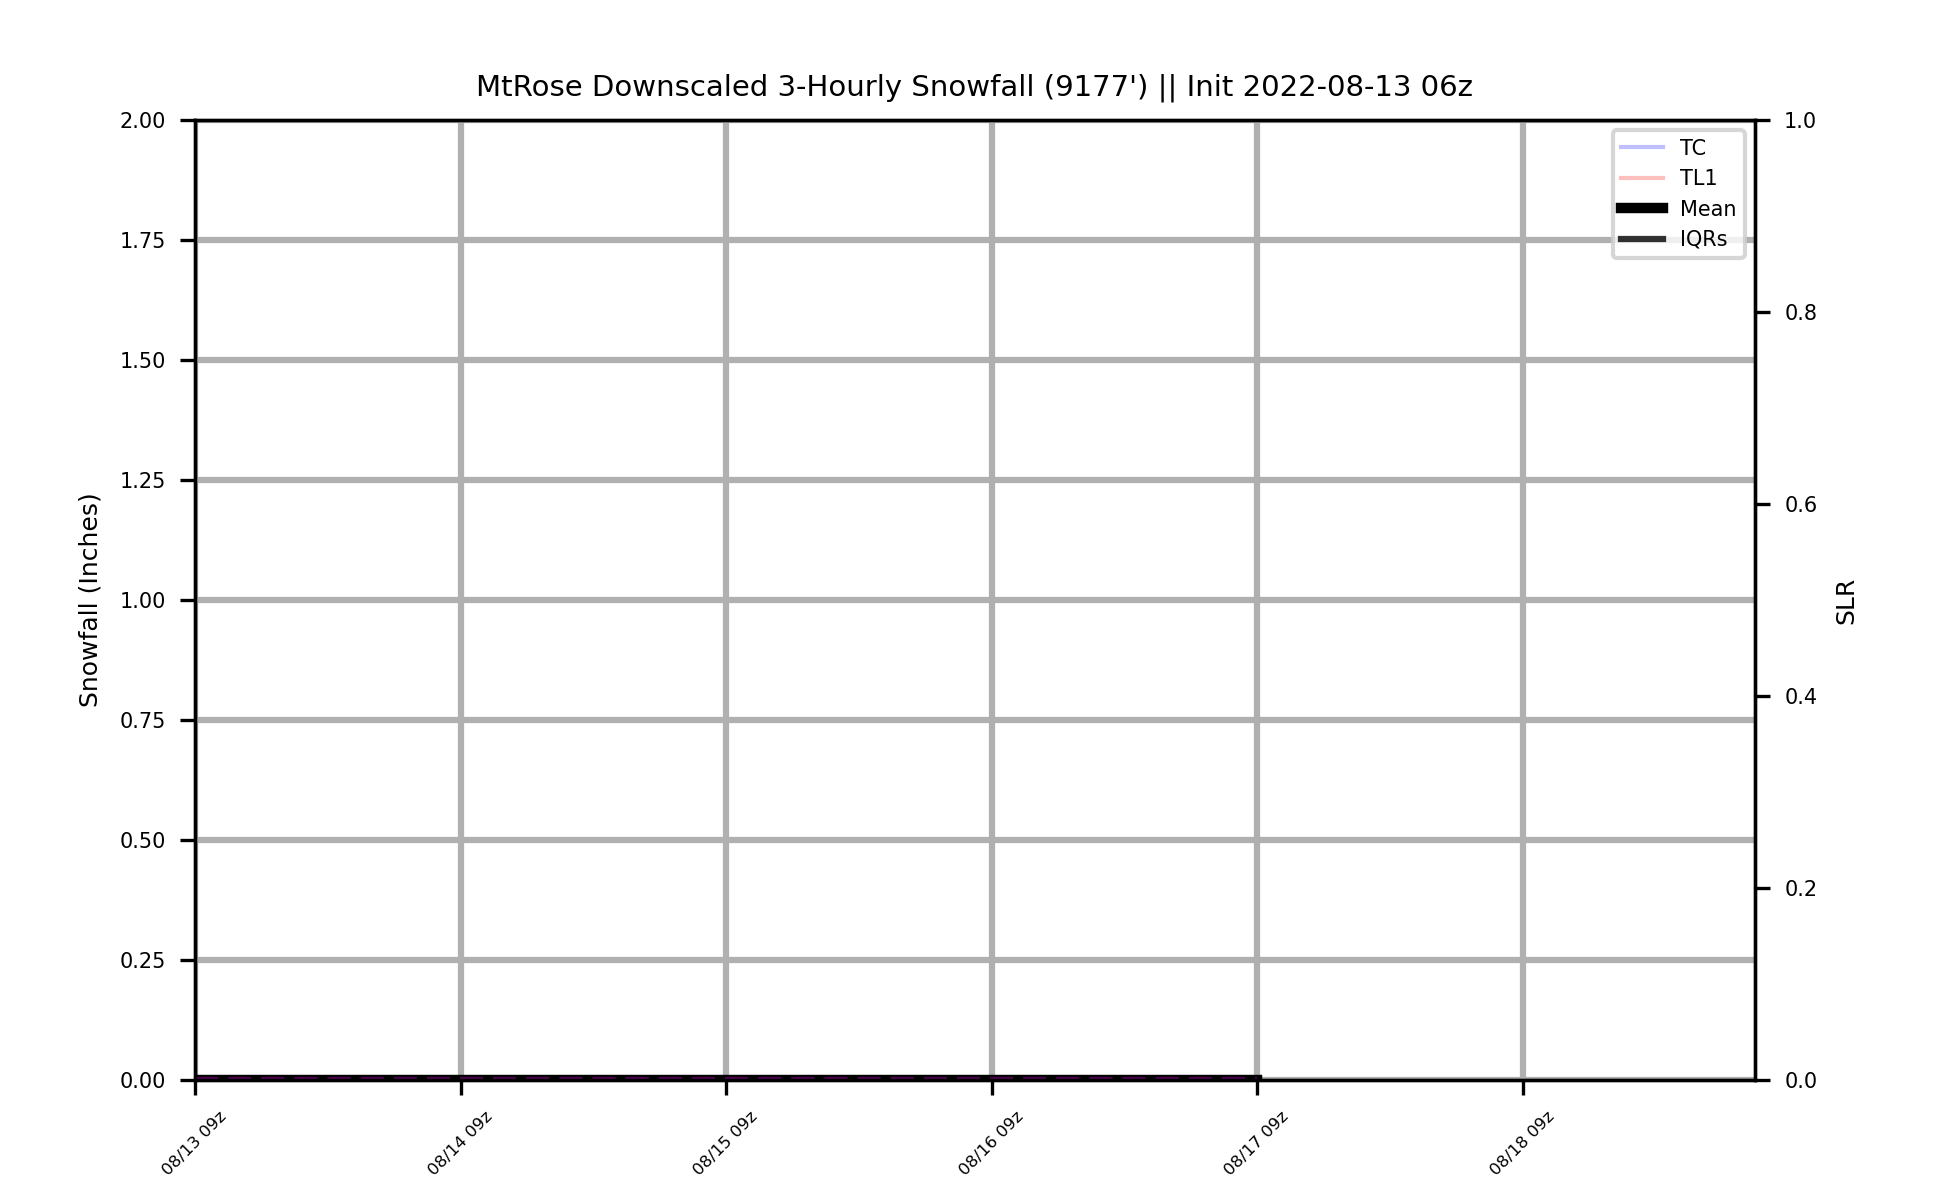 MtRose Downscaled 3-Hourly Snowfall (9177') || Init 2022-08-13 06z
2.00
1.75
1.50
1.25
1.00
0.75
0.50
0.25
0.00
Snowfall (Inches)
TC
TL1
Mean
IQRs
1.0
0.8
0.6
0.4
0.2
0.0
SLR
08/13 09z
08/14 09z
08/15 09z
08/16 09z
08/17 09z
08/18 09z